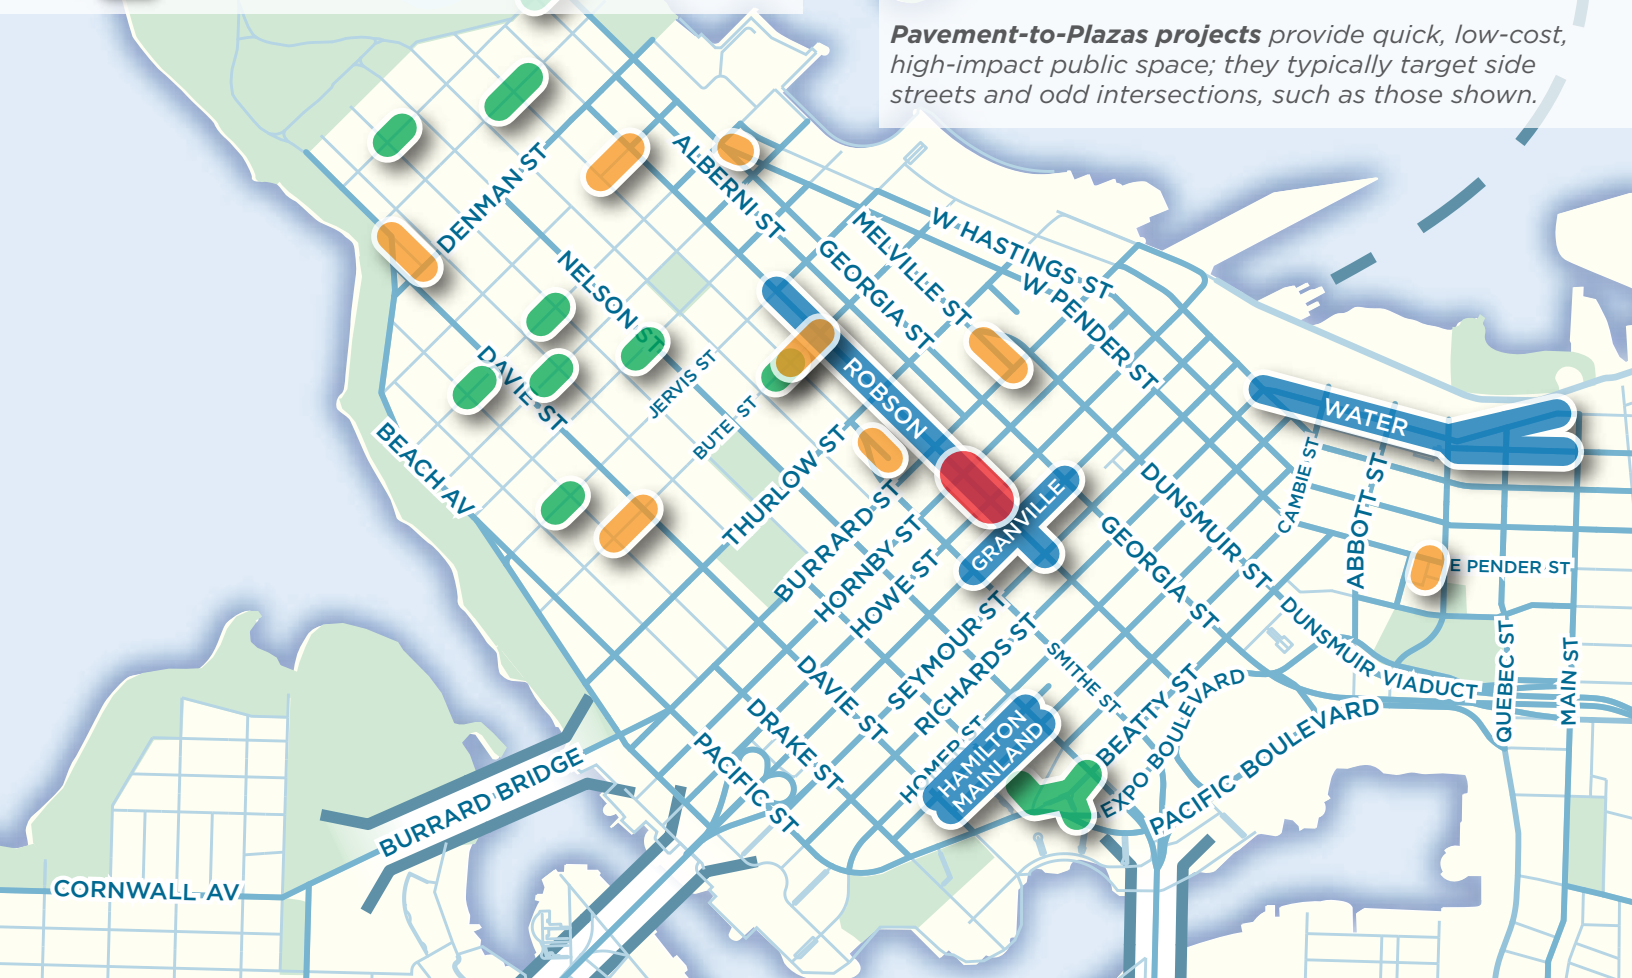 Pavement-to-Plazas projects provide quick, low-cost,
high-impact public space; they typically target side
streets and odd intersections, such as those shown.
DENMAN ST
ALBERNI ST
W HASTINGS ST
MELVILLE ST
GEORGIA ST
W PENDER ST
NELSON ST
DAVIE ST
JERVIS ST
BUTE ST
ROBSON
WATER
BEACH AV
THURLOW ST
BURRARD ST
HORNBY ST
HOWE ST
GRANVILLE
DUNSMUIR ST
GEORGIA ST
CAMBIE ST
ABBOTT ST
E PENDER ST
SEYMOUR ST
RICHARDS ST
SMITHE ST
DUNSMUIR VIADUCT
QUEBEC ST
MAIN ST
DAVIE ST
DRAKE ST
PACIFIC ST
HOMER ST
HAMILTON
MAINLAND
BEATTY ST
EXPO BOULEVARD
PACIFIC BOULEVARD
BURRARD BRIDGE
CORNWALL AV